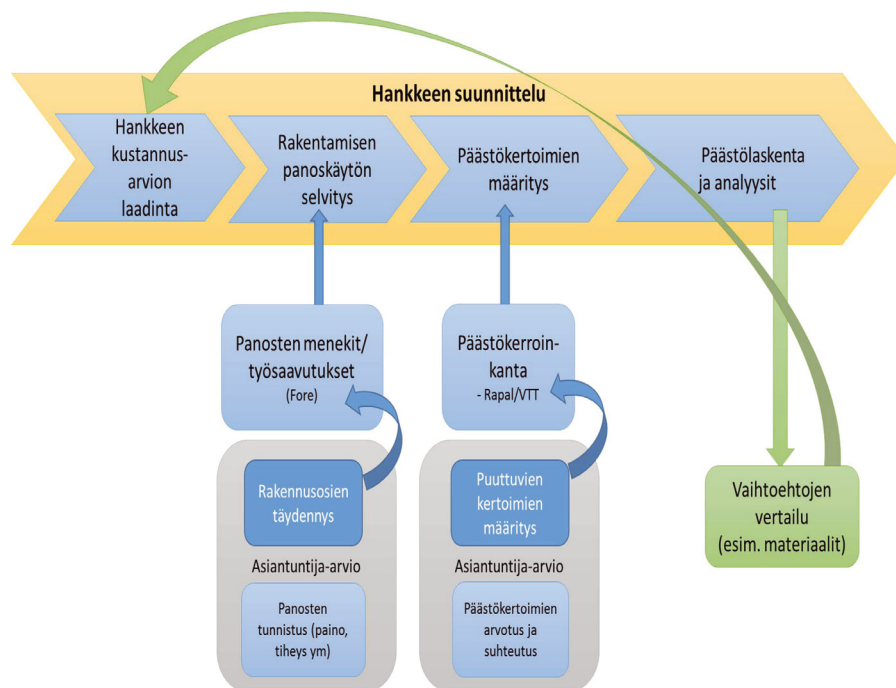 Hankkeen suunnittelu
Hankkeen
kustannus-
arvion
laadinta
Rakentamisen
panoskäytön
selvitys
Päästökertoimien
määritys
Päästölaskenta
ja analyysit
Panosten menekit/
työsaavutukset
(Fore)
Päästökerroin-
kanta
- Rapal/VTT
Rakennusosien
täydennys
Puuttuvien
kertoimien
määritys
Vaihtoehtojen
vertailu
(esim. materiaalit)
Asiantuntija-arvio
Asiantuntija-arvio
Panosten
tunnistus (paino,
tiheys ym)
Päästökertoimien
arvotus ja
suhteutus